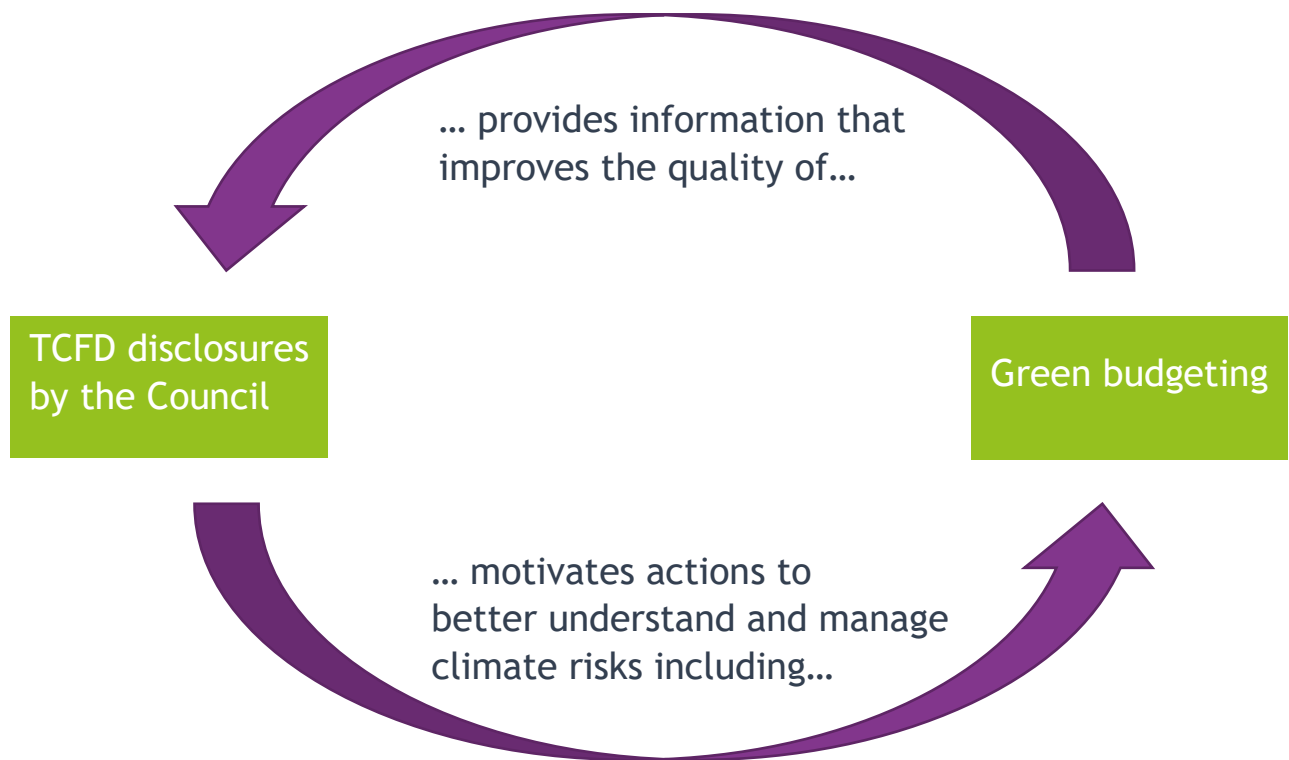 … provides information that
improves the quality of…
TCFD disclosures
by the Council
Green budgeting
… motivates actions to
better understand and manage
climate risks including…